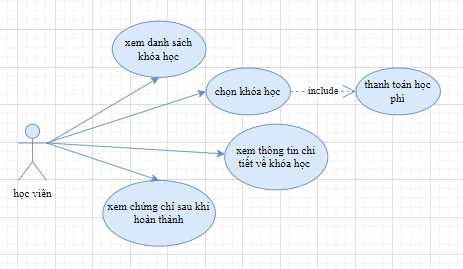 xem danh sách
khóa học
chọn khóa học
include
thanh toán học
phí
xem thông tin chi
tiết về khóa học
học viên
xem chứng chỉ sau khi
hoàn thành